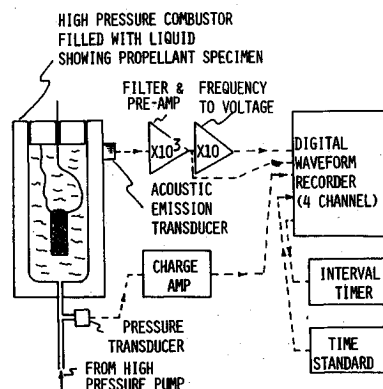 HIGH PRESSURE COMBUSTOR
FILLED WITH LIQUID
SHOWING PROPELLANT SPECIMEN
FILTER &
PRE-AMP
FREQUENCY
TO VOLTAGE
X10³
X10
ACOUSTIC
EMISSION
TRANSDUCER
DIGITAL
WAVEFORM
RECORDER
(4 CHANNEL)
CHARGE
AMP
INTERVAL
TIMER
PRESSURE
TRANSDUCER
TIME
STANDARD
FROM HIGH
PRESSURE PUMP